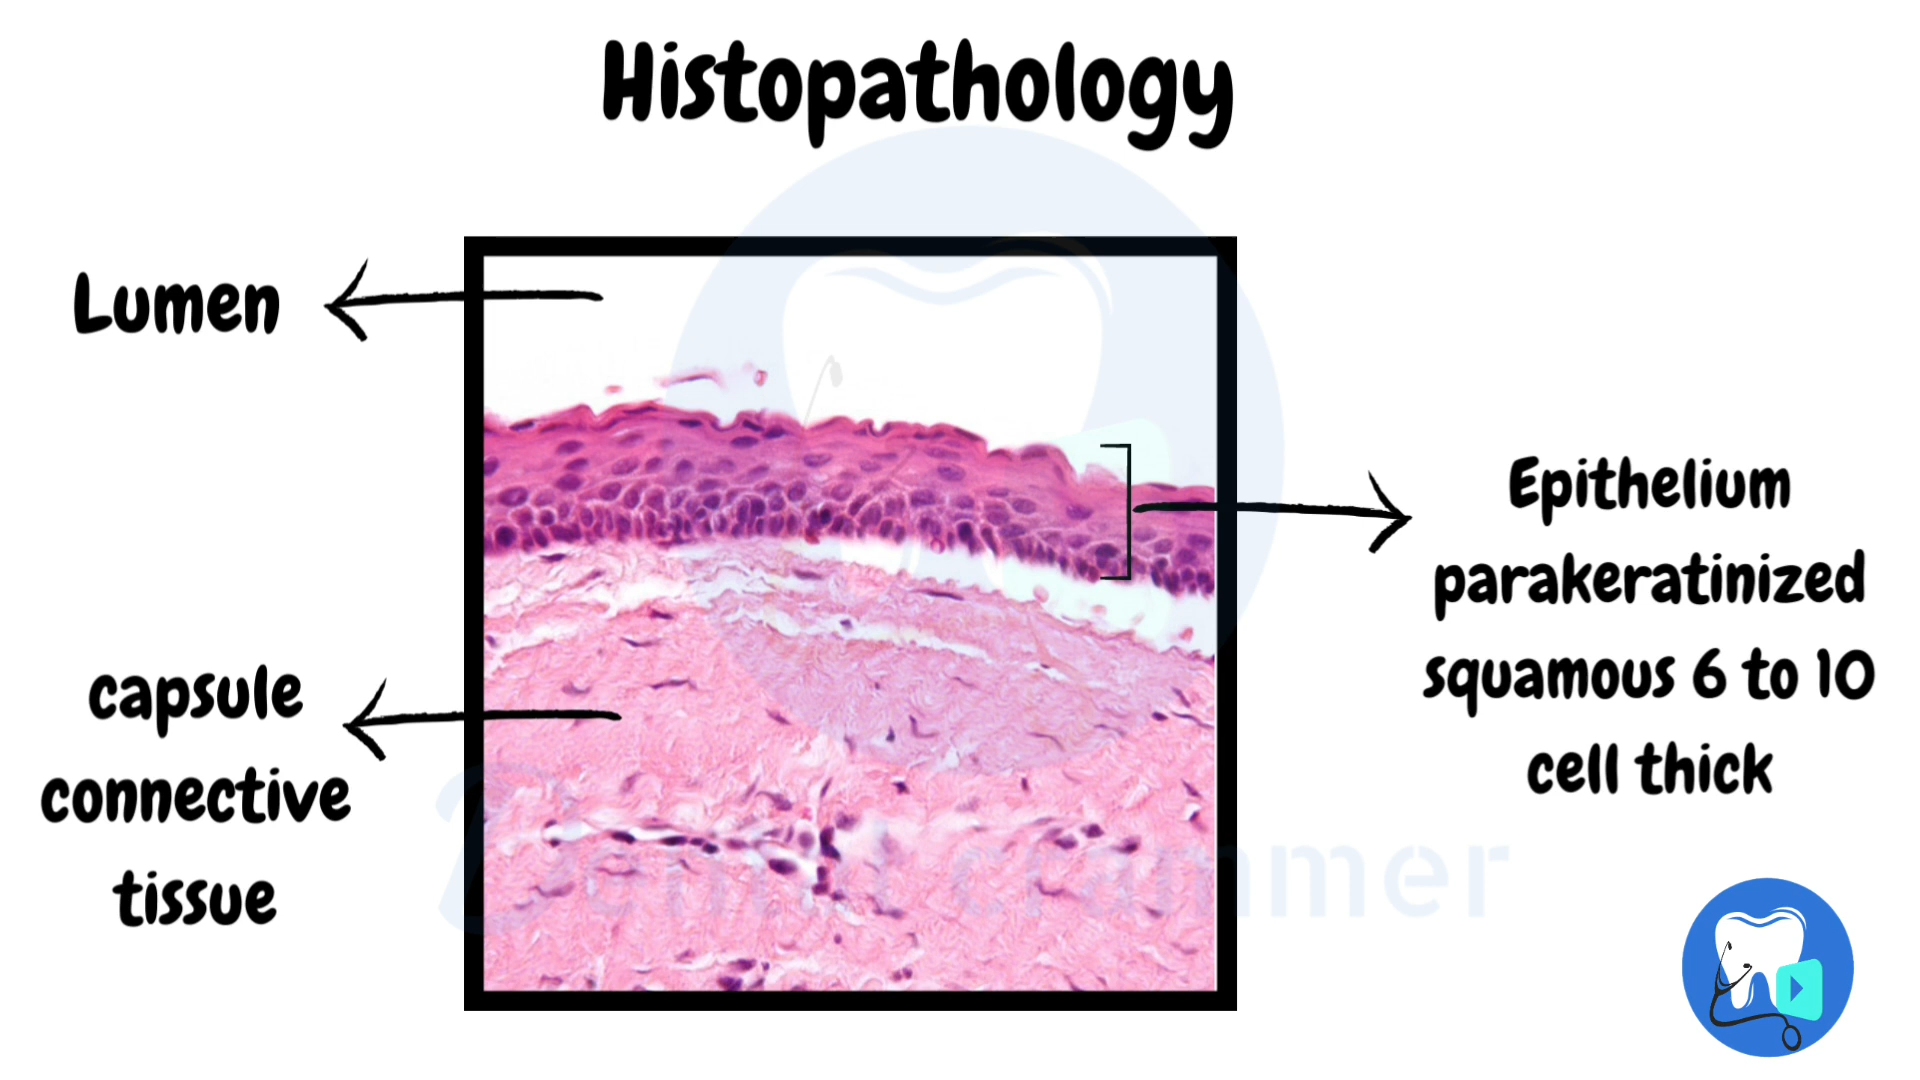 Histopathology
Lumen
Epithelium
parakeratinized
squamous 6 to 10
cell thick
capsule
connective
tissue